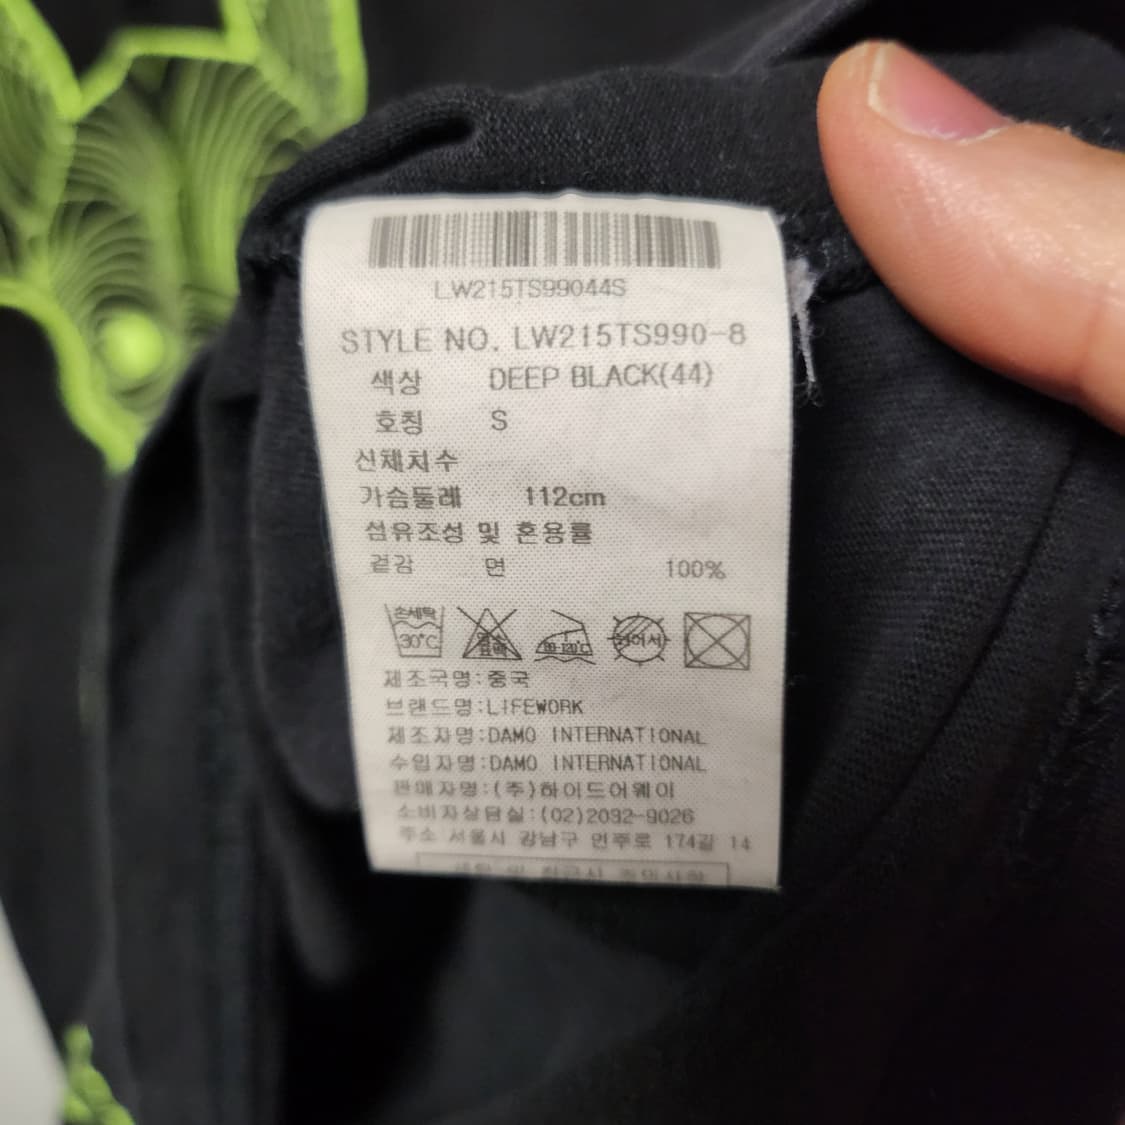 LW215TS99044S
STYLE NO. LW215TS990-8
색상 DEEP BLACK(44)
호칭 S
신체치수
가슴둘레 112cm
섬유조성 및 혼용률
겉감 면 100%
손세탁
30℃
제조국명:중국
브랜드명:LIFEWORK
제조자명:DAMO INTERNATIONAL
수입자명:DAMO INTERNATIONAL
판매자명:(주)하이드어웨이
소비자상담실:(02)2092-9026
주소 서울시 강남구 언주로 174길 14